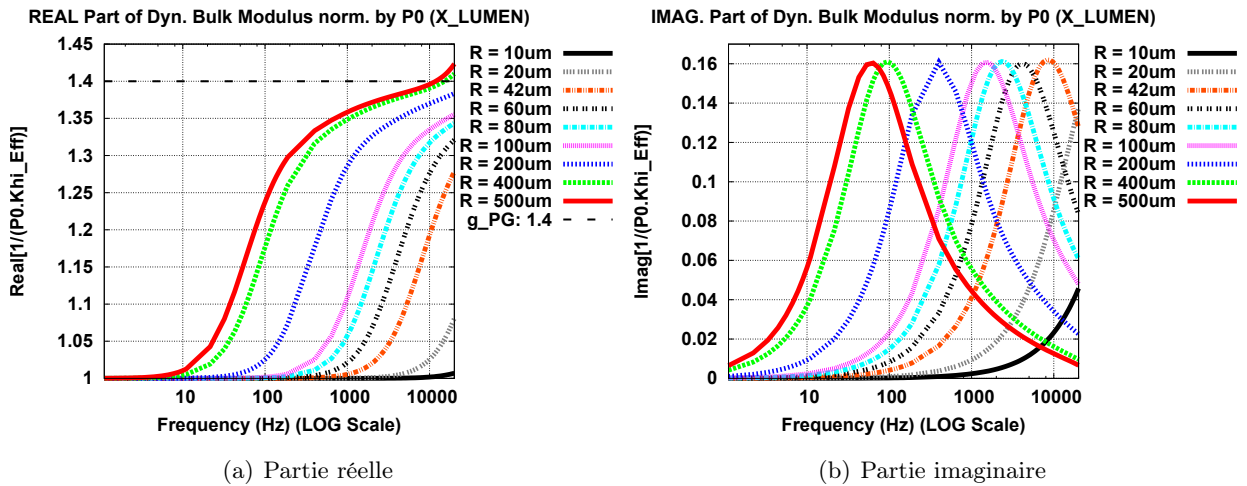 REAL Part of Dyn. Bulk Modulus norm. by P0 (X_LUMEN)
Real[1/(P0.Khi_Eff)]
1.45
1.4
1.35
1.3
1.25
1.2
1.15
1.1
1.05
1
10
100
1000
10000
Frequency (Hz) (LOG Scale)
R = 10um
R = 20um
R = 42um
R = 60um
R = 80um
R = 100um
R = 200um
R = 400um
R = 500um
g_PG: 1.4
(a) Partie réelle
IMAG. Part of Dyn. Bulk Modulus norm. by P0 (X_LUMEN)
Imag[1/(P0.Khi_Eff)]
0.16
0.14
0.12
0.1
0.08
0.06
0.04
0.02
0
10
100
1000
10000
Frequency (Hz) (LOG Scale)
R = 10um
R = 20um
R = 42um
R = 60um
R = 80um
R = 100um
R = 200um
R = 400um
R = 500um
(b) Partie imaginaire